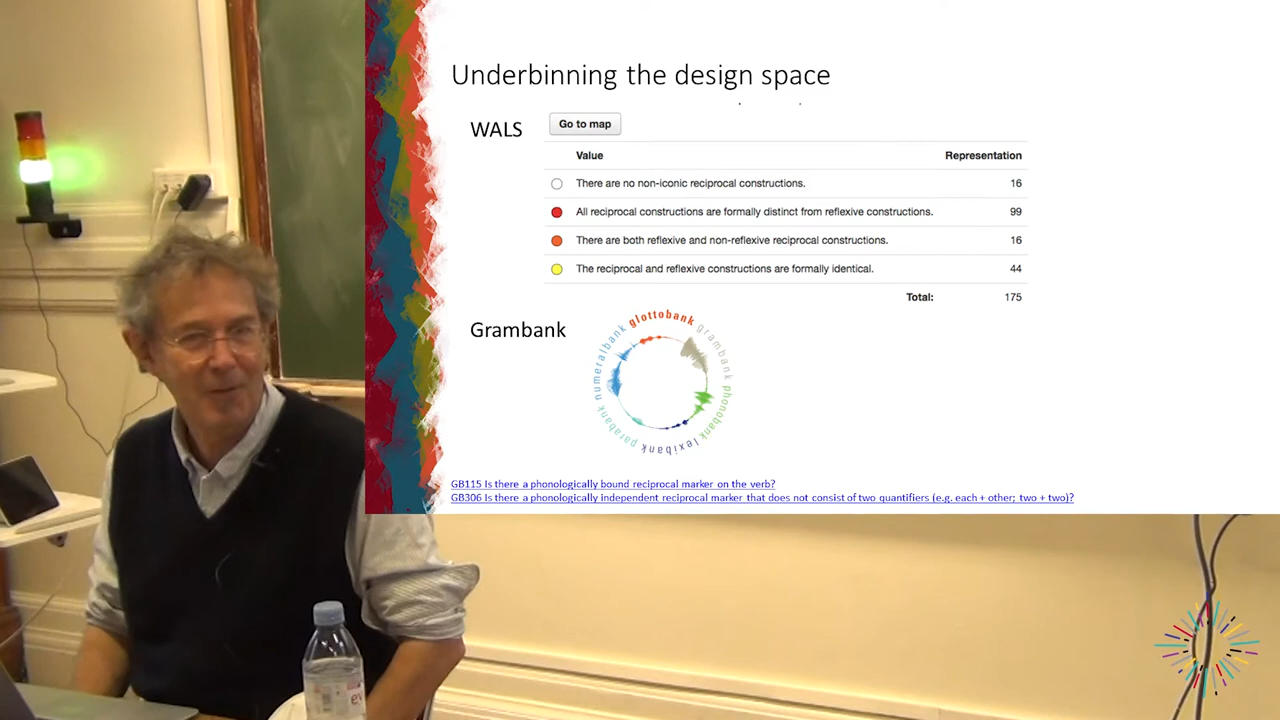 Underbinning the design space
WALS
Go to map
Value Representation
There are no non-iconic reciprocal constructions. 16
All reciprocal constructions are formally distinct from reflexive constructions. 99
There are both reflexive and non-reflexive reciprocal constructions. 16
The reciprocal and reflexive constructions are formally identical. 44
Total: 175
Grambank
glottobank
grambank
phonobank
lexibank
parabank
numeralbank
GB115 Is there a phonologically bound reciprocal marker on the verb?
GB306 Is there a phonologically independent reciprocal marker that does not consist of two quantifiers (e.g. each + other; two + two)?
ev